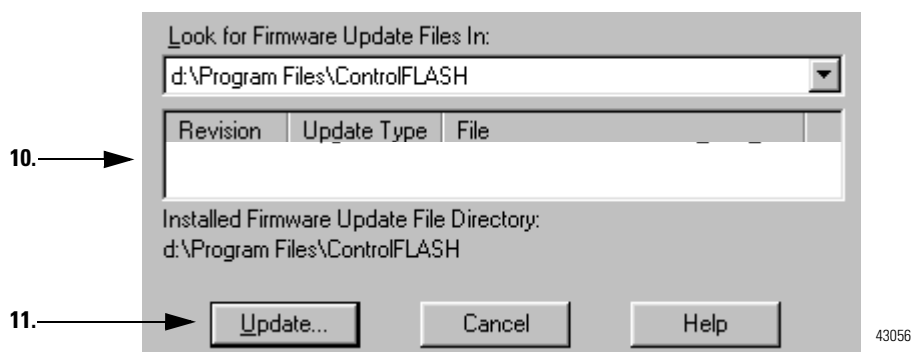 Look for Firmware Update Files In:
d:\Program Files\ControlFLASH
Revision Update Type File
10.
Installed Firmware Update File Directory:
d:\Program Files\ControlFLASH
11.
Update... Cancel Help
43056